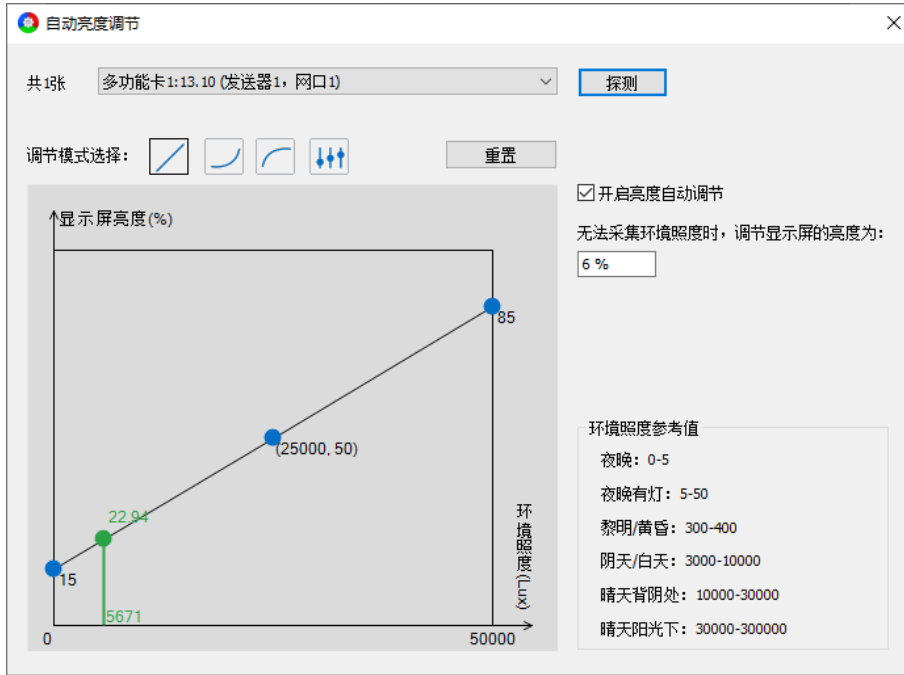 自动亮度调节
共1张
多功能卡1:13.10 (发送器1，网口1)
探测
调节模式选择：
重置
显示屏亮度(%)
85
(25000, 50)
22.94
15
5671
0
50000
环境照度(Lux)
开启亮度自动调节
无法采集环境照度时，调节显示屏的亮度为：
6 %
环境照度参考值
夜晚：0-5
夜晚有灯：5-50
黎明/黄昏：300-400
阴天/白天：3000-10000
晴天背阴处：10000-30000
晴天阳光下：30000-300000